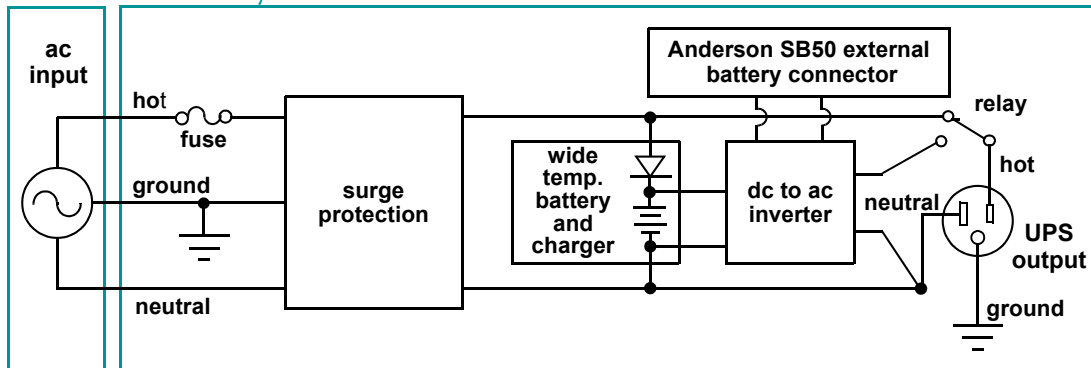 ac
input
hot
fuse
ground
neutral
surge
protection
Anderson SB50 external
battery connector
wide
temp.
battery
and
charger
dc to ac
inverter
relay
hot
neutral
UPS
output
ground